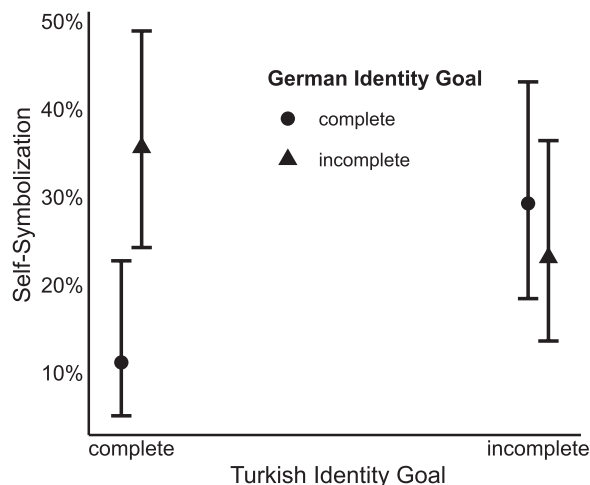 50%
40%
30%
20%
10%
Self-Symbolization
German Identity Goal
complete
incomplete
complete
incomplete
Turkish Identity Goal